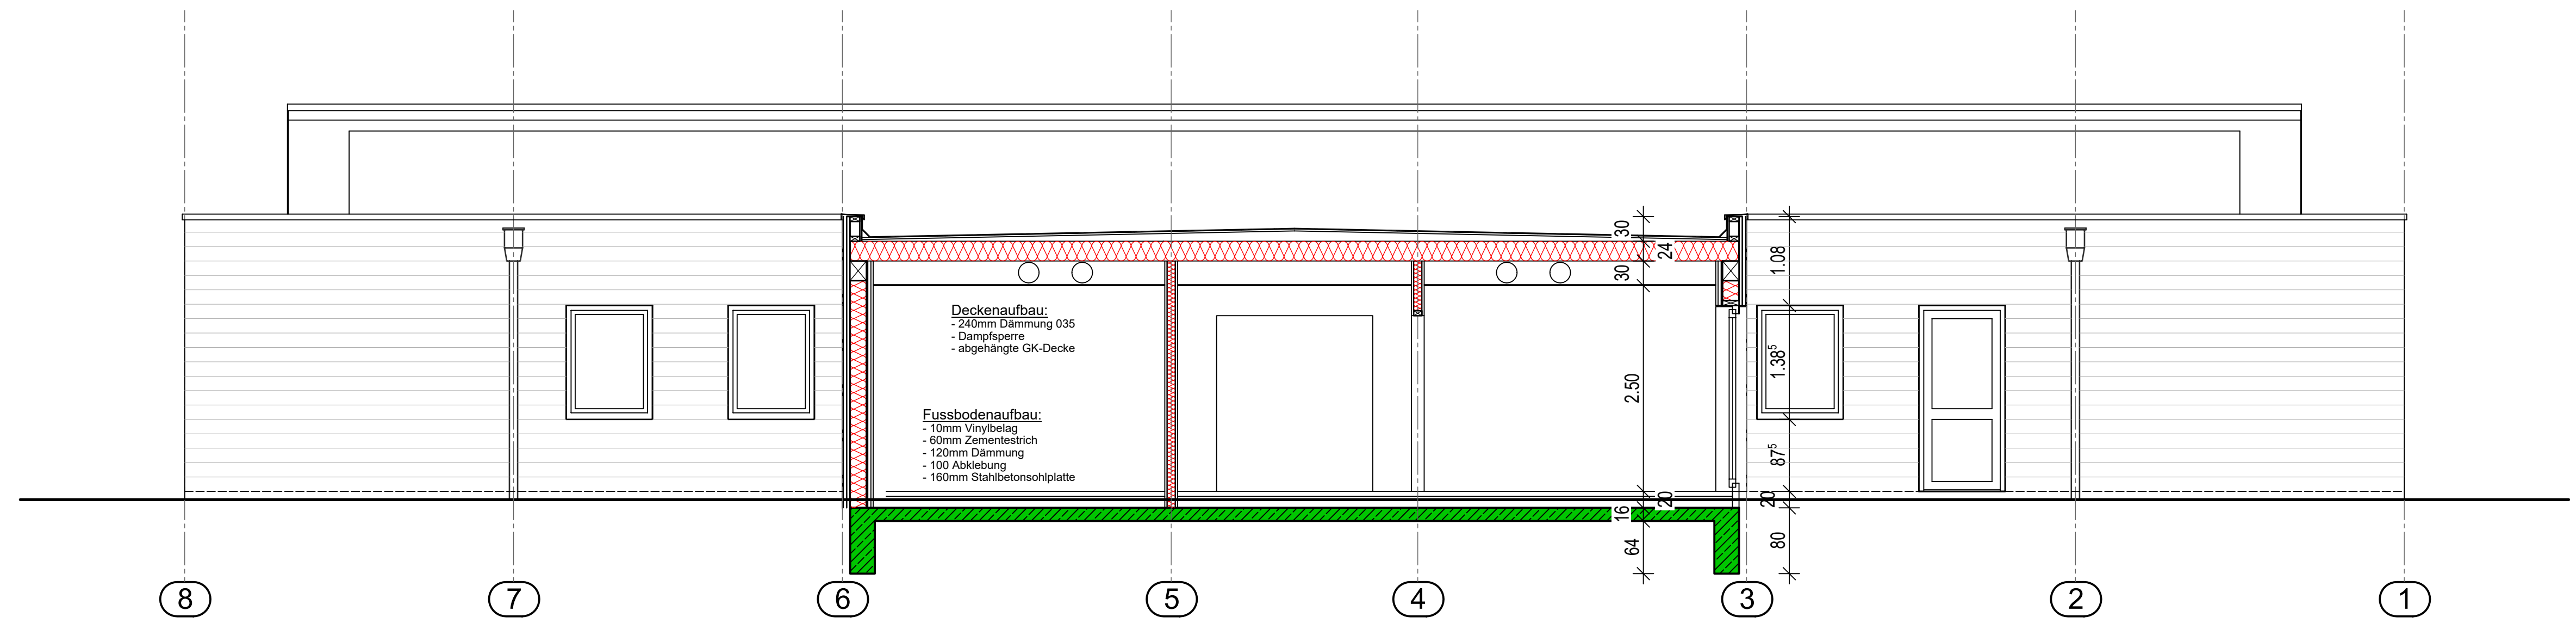 30
24
1.08
30
Deckenaufbau:
- 240mm Dämmung 035
- Dampfsperre
- abgehängte GK-Decke
1.38⁵
2.50
Fussbodenaufbau:
- 10mm Vinylbelag
- 60mm Zementestrich
- 120mm Dämmung
- 100 Abklebung
- 160mm Stahlbetonsohlplatte
87⁵
20
20
16
64
80
8
7
6
5
4
3
2
1